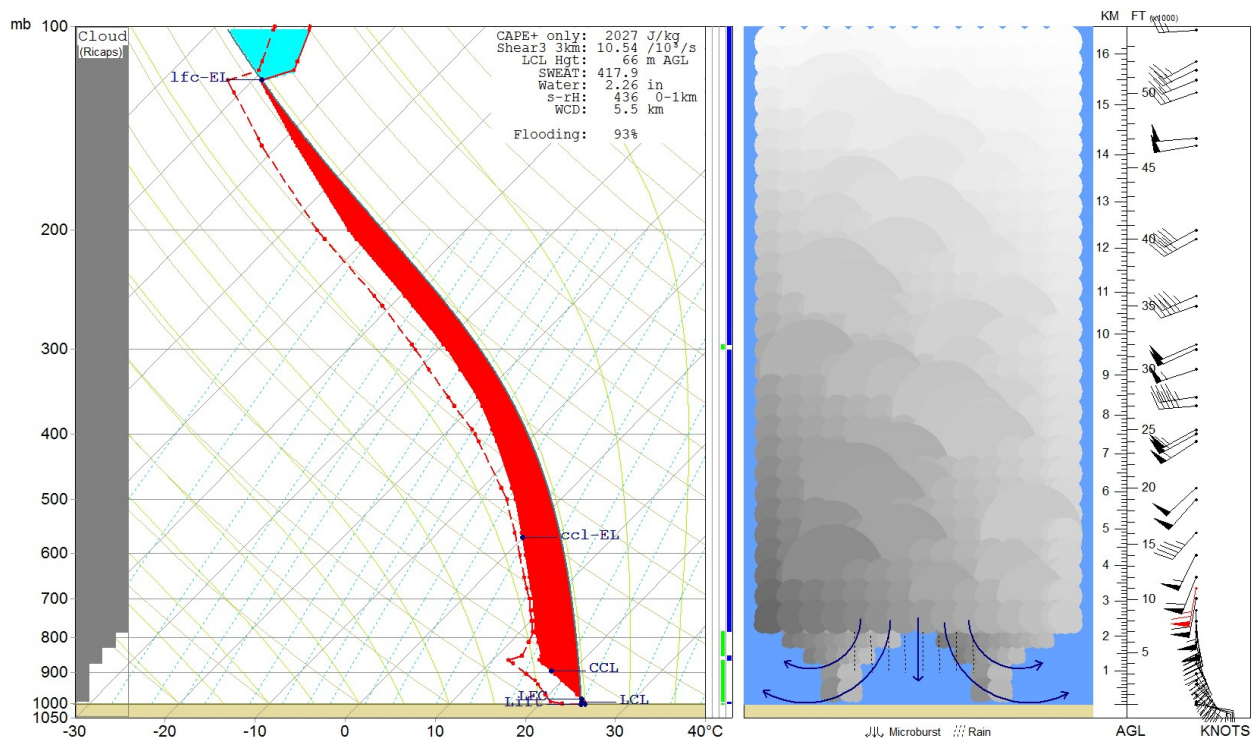 mb
100
200
300
400
500
600
700
800
900
1000
1050
Cloud
(Ricaps)
lfc-EL
CAPE+ only: 2027 J/kg
Shear3 3km: 10.54 /10³/s
LCL Hgt: 66 m AGL
SWEAT: 417.9
Water: 2.26 in
s-rH: 436 0-1km
WCD: 5.5 km
Flooding: 93%
ccl-EL
CCL
LFC
LCL
Lift
-30
-20
-10
0
10
20
30
40°C
KM FT (x1000)
16
15
14
13
12
11
10
9
8
7
6
5
4
3
2
1
50
45
40
35
30
25
20
15
10
5
Microburst
Rain
AGL
KNOTS